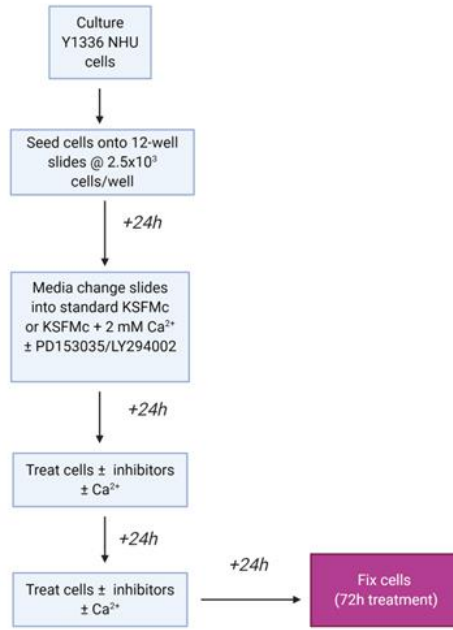 Culture
Y1336 NHU
cells
Seed cells onto 12-well
slides @ 2.5x10³
cells/well
+24h
Media change slides
into standard KSFMc
or KSFMc + 2 mM Ca²⁺
± PD153035/LY294002
+24h
Treat cells ± inhibitors
± Ca²⁺
+24h
Treat cells ± inhibitors
± Ca²⁺
+24h
Fix cells
(72h treatment)